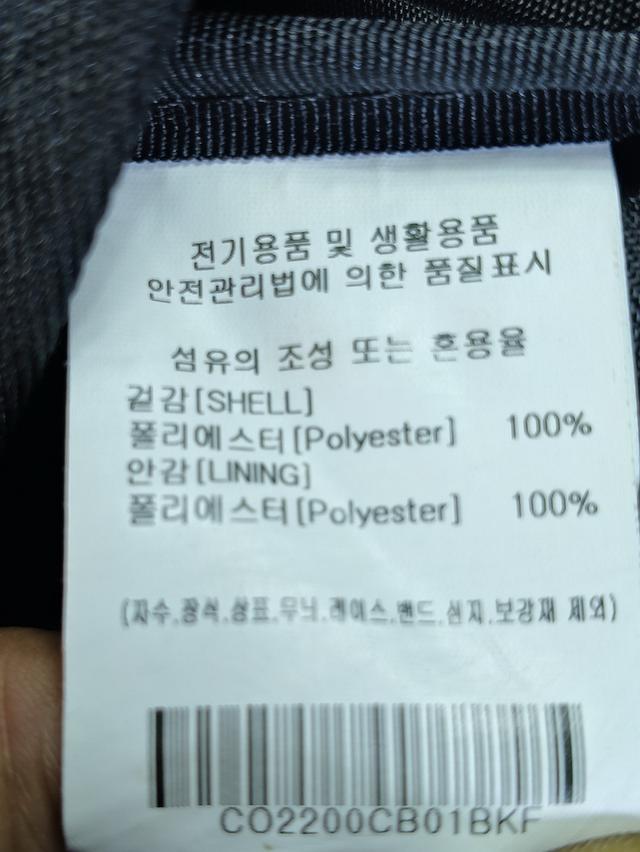 전기용품 및 생활용품
안전관리법에 의한 품질표시
섬유의 조성 또는 혼용율
겉감[SHELL]
폴리에스터[Polyester] 100%
안감[LINING]
폴리에스터[Polyester] 100%
(자수.장식.상표.무늬.레이스.밴드.심지.보강재 제외)
CO2200CB01BKF